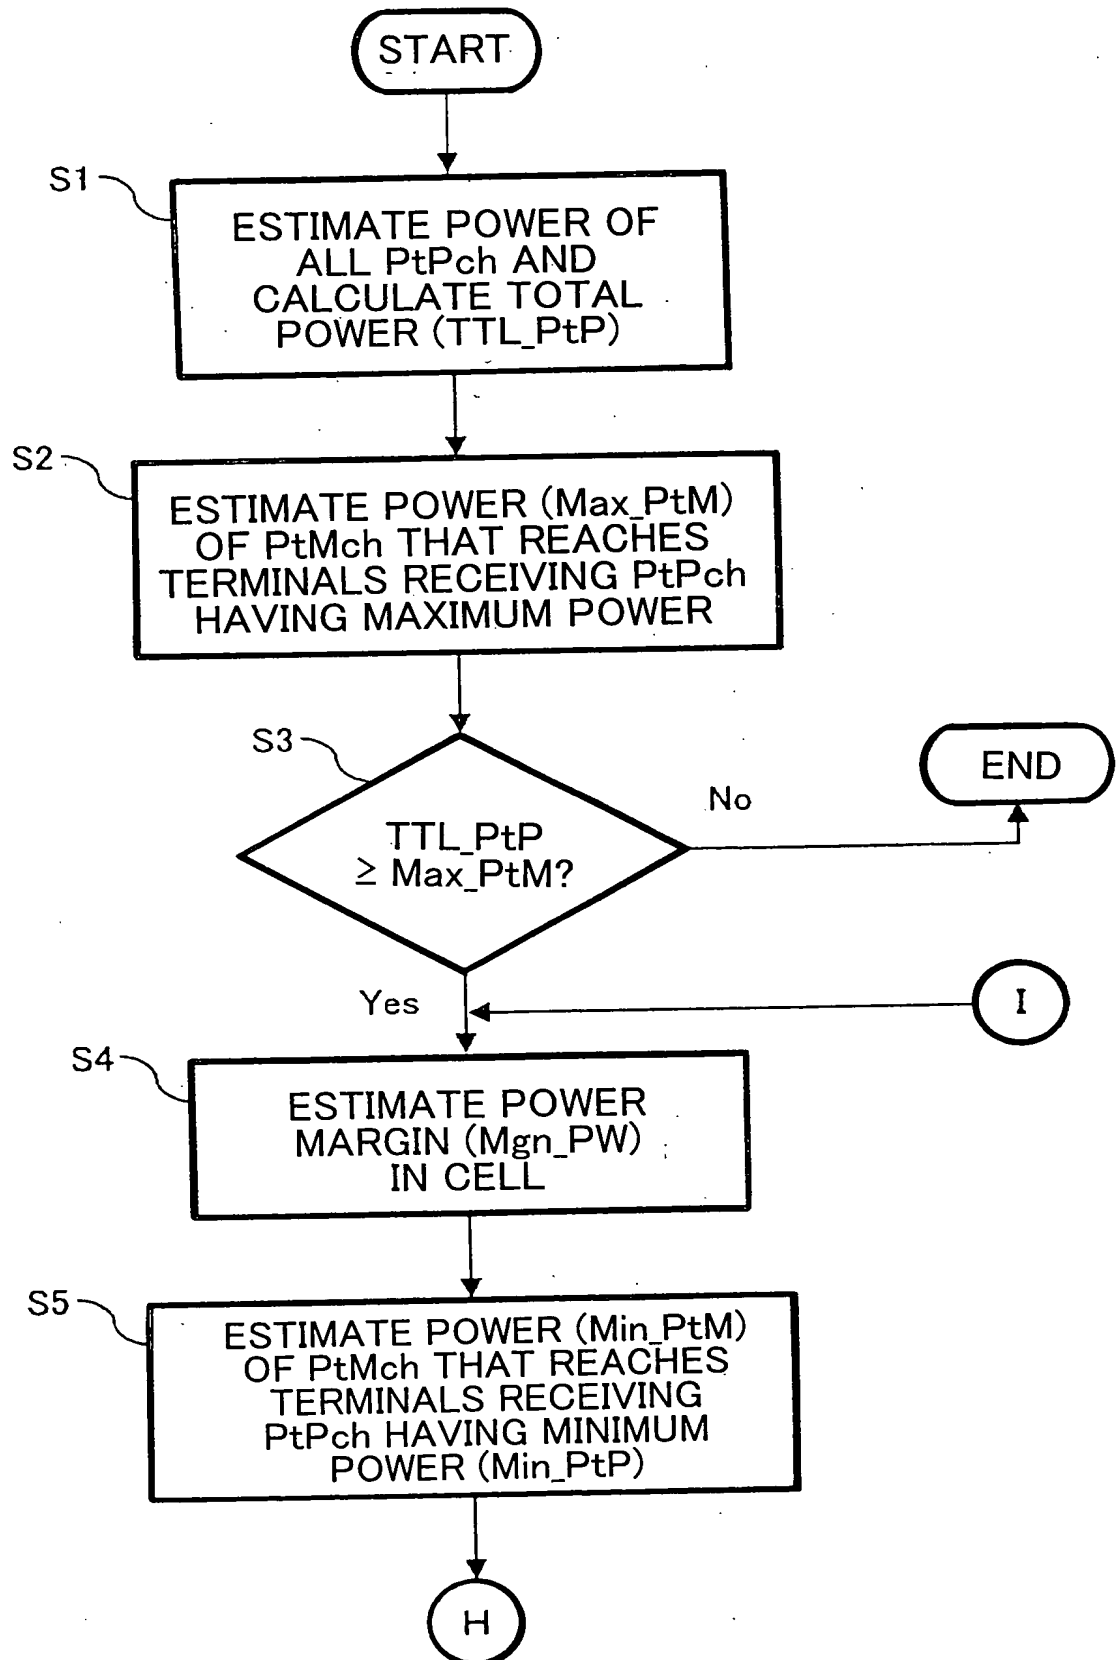 START
S1
ESTIMATE POWER OF
ALL PtPch AND
CALCULATE TOTAL
POWER (TTL_PtP)
S2
ESTIMATE POWER (Max_PtM)
OF PtMch THAT REACHES
TERMINALS RECEIVING PtPch
HAVING MAXIMUM POWER
S3
TTL_PtP
≥ Max_PtM?
No
END
Yes
I
S4
ESTIMATE POWER
MARGIN (Mgn_PW)
IN CELL
S5
ESTIMATE POWER (Min_PtM)
OF PtMch THAT REACHES
TERMINALS RECEIVING
PtPch HAVING MINIMUM
POWER (Min_PtP)
H